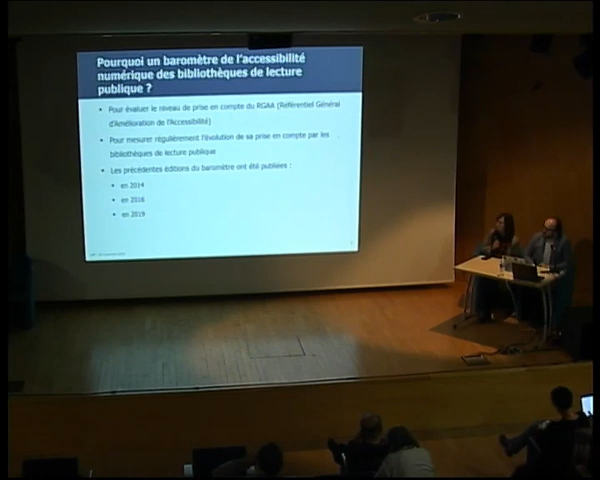 Pourquoi un baromètre de l'accessibilité
numérique des bibliothèques de lecture
publique ?
• Pour évaluer le niveau de prise en compte du RGAA (Référentiel Général
d'Amélioration de l'Accessibilité)
• Pour mesurer régulièrement l'évolution de sa prise en compte par les
bibliothèques de lecture publique
• Les précédentes éditions du baromètre ont été publiées :
• en 2014
• en 2016
• en 2019